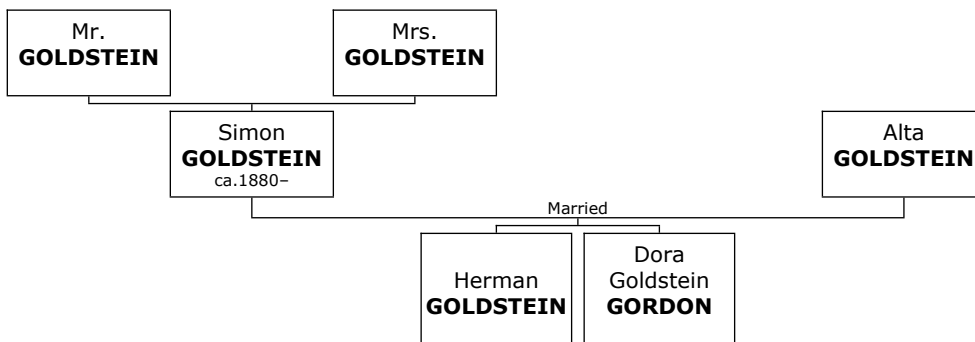 Mr.
GOLDSTEIN
Mrs.
GOLDSTEIN
Simon
GOLDSTEIN
ca.1880–
Alta
GOLDSTEIN
Married
Herman
GOLDSTEIN
Dora
Goldstein
GORDON